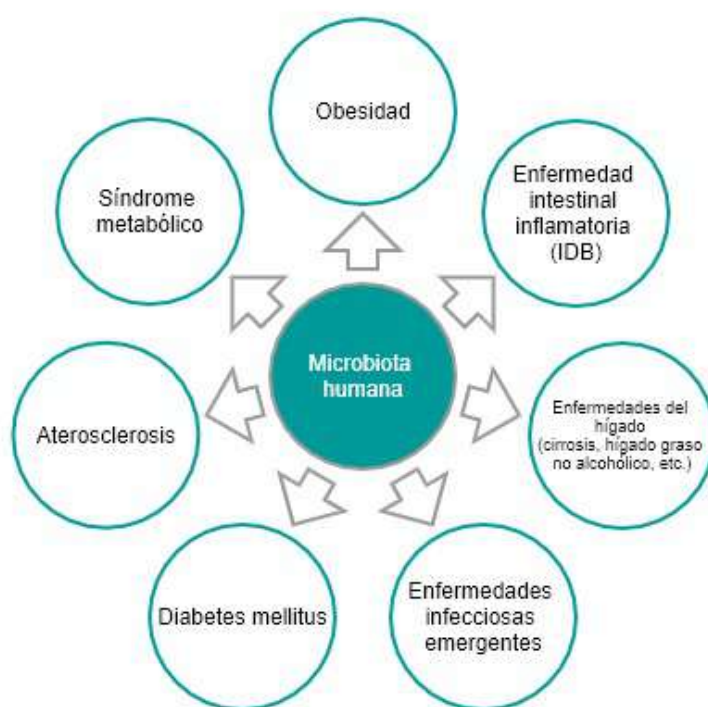 Obesidad
Enfermedad
intestinal
inflamatoria
(IDB)
Síndrome
metabólico
Microbiota
humana
Enfermedades del
hígado
(cirrosis, hígado graso
no alcohólico, etc.)
Aterosclerosis
Enfermedades
infecciosas
emergentes
Diabetes mellitus